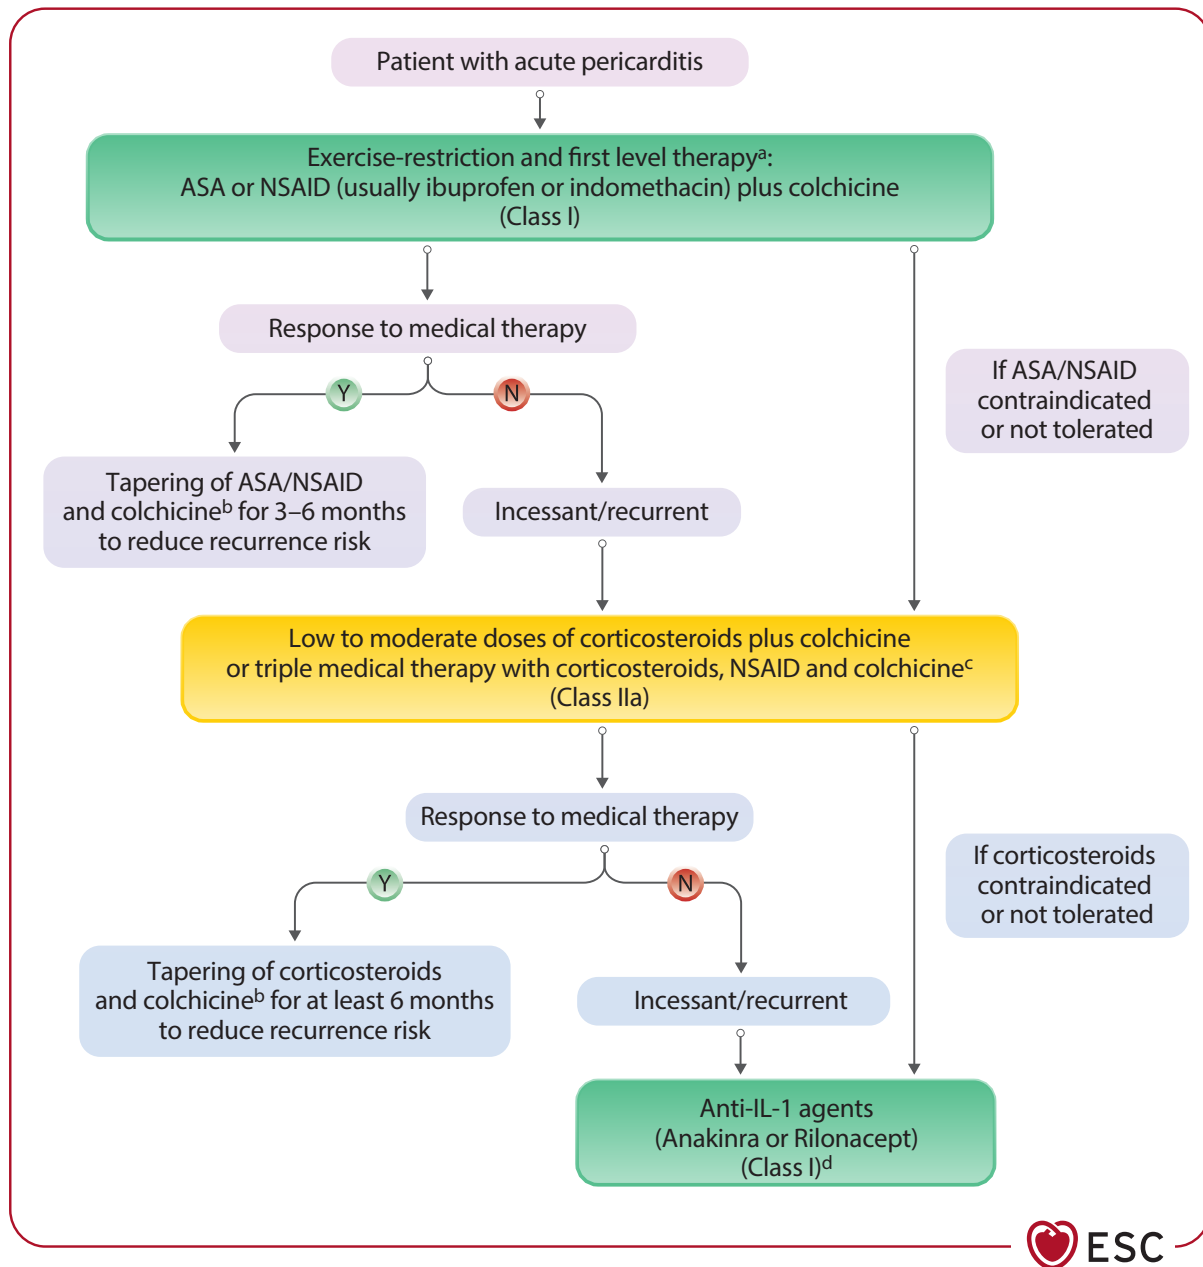 Patient with acute pericarditis
Exercise-restriction and first level therapyᵃ:
ASA or NSAID (usually ibuprofen or indomethacin) plus colchicine
(Class I)
Response to medical therapy
If ASA/NSAID
contraindicated
or not tolerated
Y
N
Tapering of ASA/NSAID
and colchicineᵇ for 3–6 months
to reduce recurrence risk
Incessant/recurrent
Low to moderate doses of corticosteroids plus colchicine
or triple medical therapy with corticosteroids, NSAID and colchicineᶜ
(Class IIa)
Response to medical therapy
If corticosteroids
contraindicated
or not tolerated
Y
N
Tapering of corticosteroids
and colchicineᵇ for at least 6 months
to reduce recurrence risk
Incessant/recurrent
Anti-IL-1 agents
(Anakinra or Rilonacept)
(Class I)ᵈ
ESC